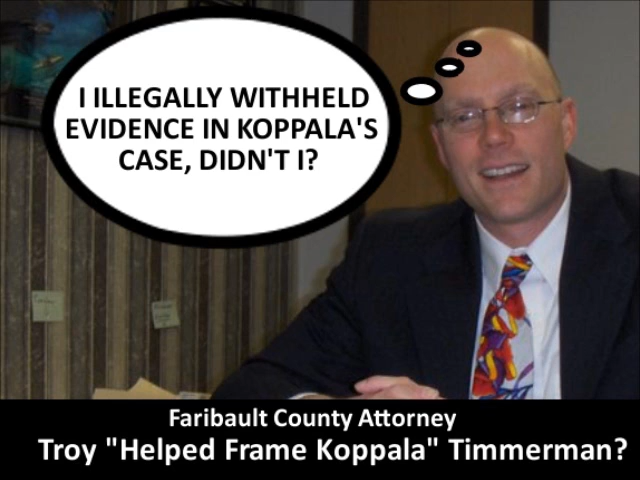 I ILLEGALLY WITHHELD
EVIDENCE IN KOPPALA'S
CASE, DIDN'T I?
Faribault County Attorney
Troy "Helped Frame Koppala" Timmerman?